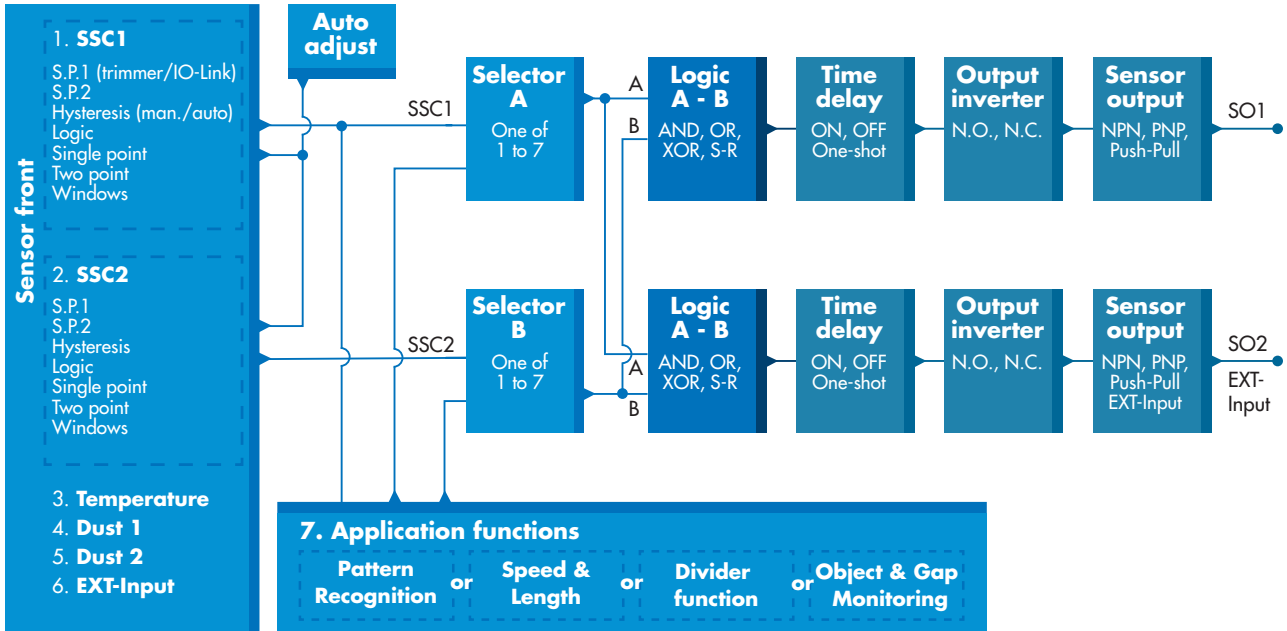 Sensor front
1. SSC1
S.P.1 (trimmer/IO-Link)
S.P.2
Hysteresis (man./auto)
Logic
Single point
Two point
Windows
2. SSC2
S.P.1
S.P.2
Hysteresis
Logic
Single point
Two point
Windows
3. Temperature
4. Dust 1
5. Dust 2
6. EXT-Input
Auto
adjust
SSC1
Selector
A
One of
1 to 7
A
B
Logic
A - B
AND, OR,
XOR, S-R
Time
delay
ON, OFF
One-shot
Output
inverter
N.O., N.C.
Sensor
output
NPN, PNP,
Push-Pull
SO1
SSC2
Selector
B
One of
1 to 7
A
B
Logic
A - B
AND, OR,
XOR, S-R
Time
delay
ON, OFF
One-shot
Output
inverter
N.O., N.C.
Sensor
output
NPN, PNP,
Push-Pull
EXT-Input
SO2
EXT-
Input
7. Application functions
Pattern
Recognition
or
Speed &
Length
or
Divider
function
or
Object & Gap
Monitoring